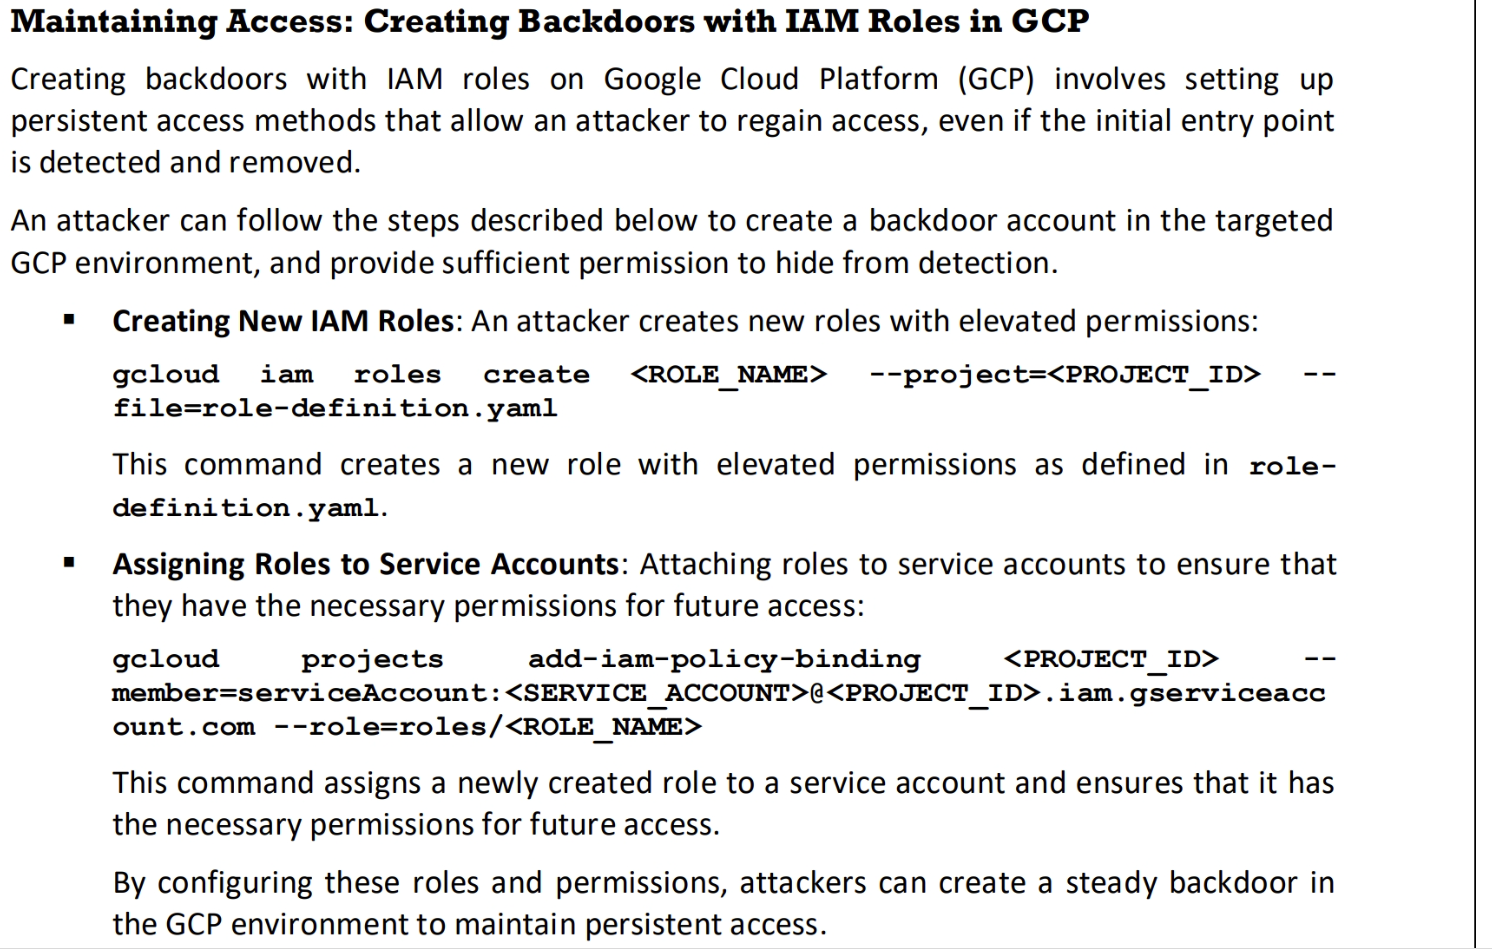 Maintaining Access: Creating Backdoors with IAM Roles in GCP
Creating backdoors with IAM roles on Google Cloud Platform (GCP) involves setting up
persistent access methods that allow an attacker to regain access, even if the initial entry point
is detected and removed.
An attacker can follow the steps described below to create a backdoor account in the targeted
GCP environment, and provide sufficient permission to hide from detection.
▪ Creating New IAM Roles: An attacker creates new roles with elevated permissions:
gcloud iam roles create <ROLE_NAME> --project=<PROJECT_ID> --
file=role-definition.yaml
This command creates a new role with elevated permissions as defined in role-
definition.yaml.
▪ Assigning Roles to Service Accounts: Attaching roles to service accounts to ensure that
they have the necessary permissions for future access:
gcloud projects add-iam-policy-binding <PROJECT_ID> --
member=serviceAccount:<SERVICE_ACCOUNT>@<PROJECT_ID>.iam.gserviceacc
ount.com --role=roles/<ROLE_NAME>
This command assigns a newly created role to a service account and ensures that it has
the necessary permissions for future access.
By configuring these roles and permissions, attackers can create a steady backdoor in
the GCP environment to maintain persistent access.